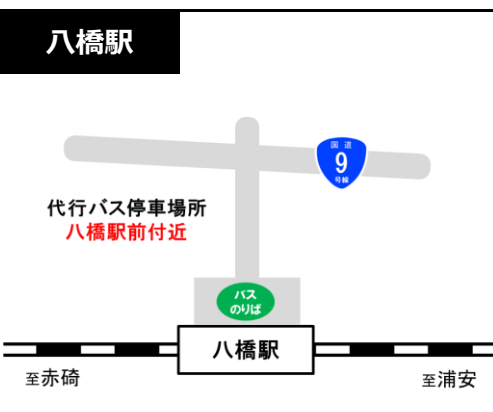 八橋駅
国道
9
号線
代行バス停車場所
八橋駅前付近
バス
のりば
八橋駅
至赤碕
至浦安